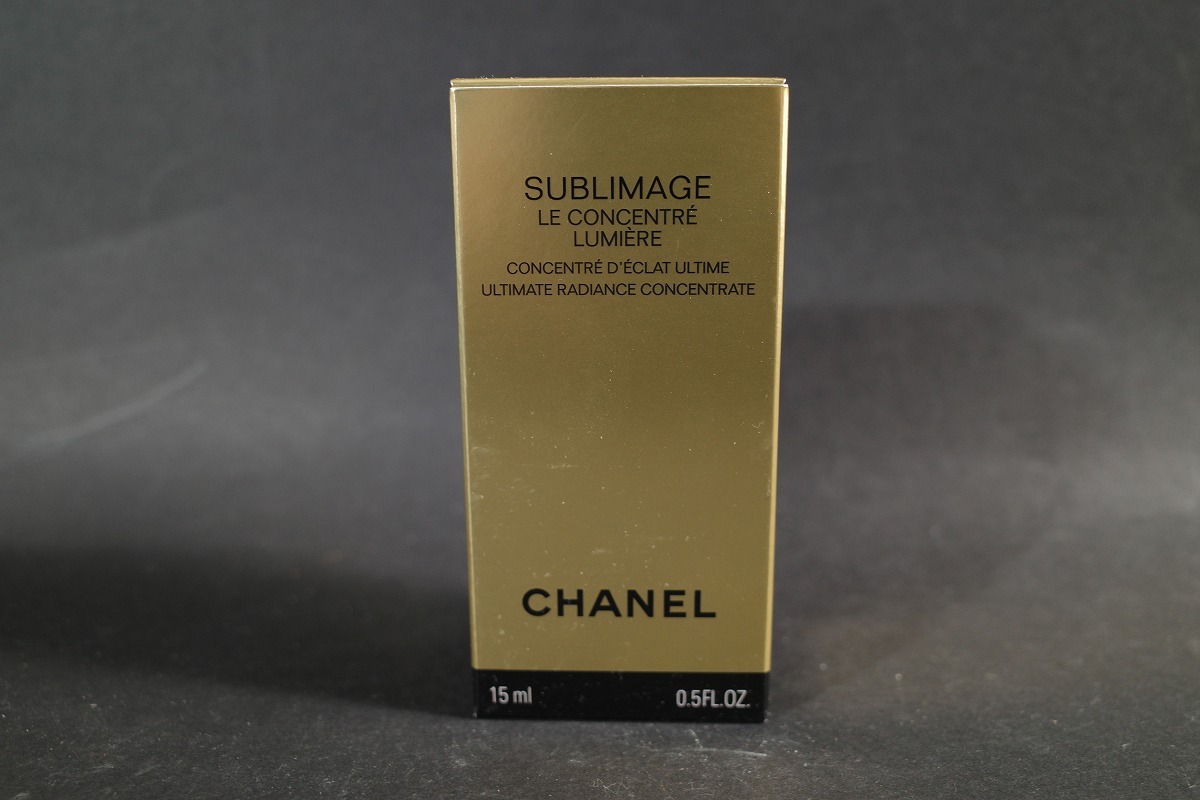 SUBLIMAGE
LE CONCENTRÉ
LUMIÈRE
CONCENTRÉ D'ÉCLAT ULTIME
ULTIMATE RADIANCE CONCENTRATE
CHANEL
15 ml 0.5FL.OZ.